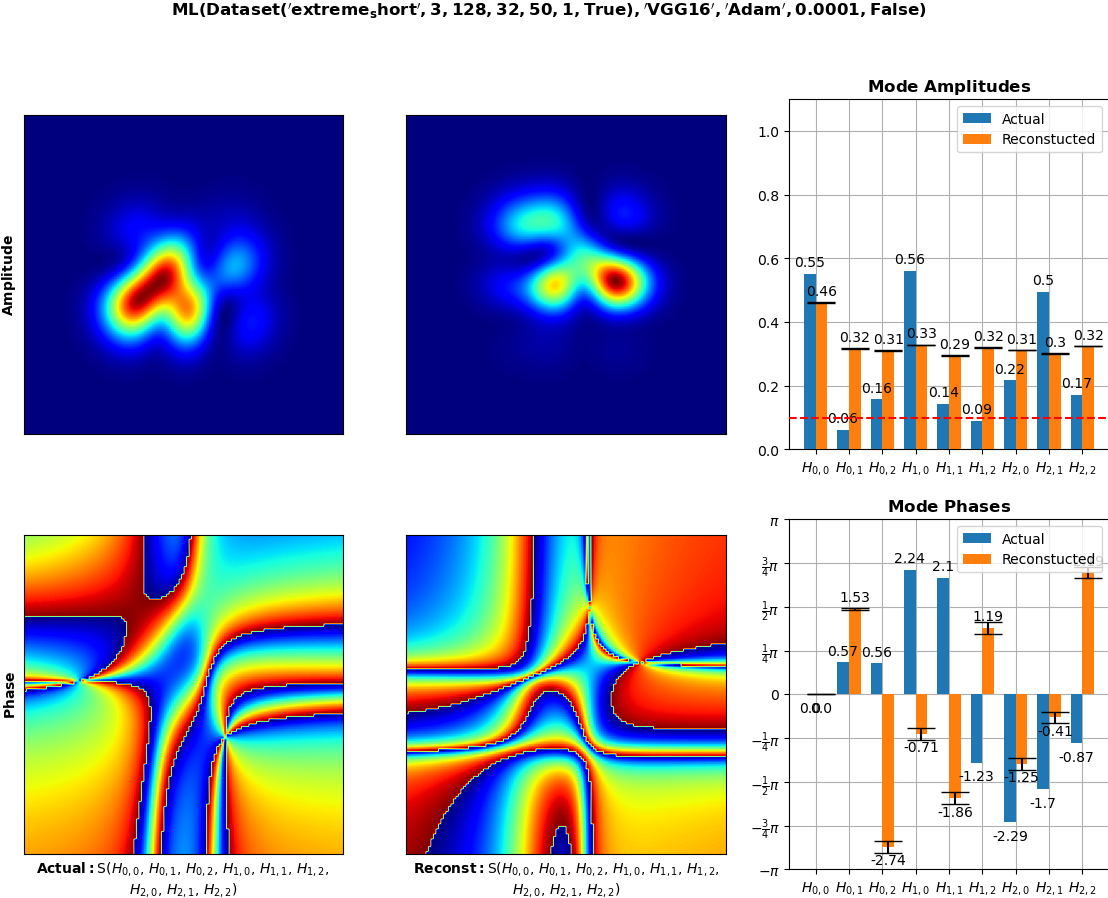 ML(Dataset('extreme_short', 3, 128, 32, 50, 1, True), 'VGG16', 'Adam', 0.0001, False)
Amplitude
Mode Amplitudes
Actual
Reconstucted
1.0
0.8
0.6
0.4
0.2
0.0
0.55
0.46
0.06
0.32
0.16
0.31
0.56
0.33
0.14
0.29
0.09
0.32
0.22
0.31
0.5
0.3
0.17
0.32
H0,0 H0,1 H0,2 H1,0 H1,1 H1,2 H2,0 H2,1 H2,2
Phase
Actual: S(H0,0, H0,1, H0,2, H1,0, H1,1, H1,2,
H2,0, H2,1, H2,2)
Reconst: S(H0,0, H0,1, H0,2, H1,0, H1,1, H1,2,
H2,0, H2,1, H2,2)
Mode Phases
Actual
Reconstucted
π
3/4π
1/2π
1/4π
0
−1/4π
−1/2π
−3/4π
−π
0.0
0.0
0.57
1.53
0.56
-2.74
2.24
-0.71
2.1
-1.86
-1.23
1.19
-2.29
-1.25
-1.7
-0.41
-0.87
H0,0 H0,1 H0,2 H1,0 H1,1 H1,2 H2,0 H2,1 H2,2